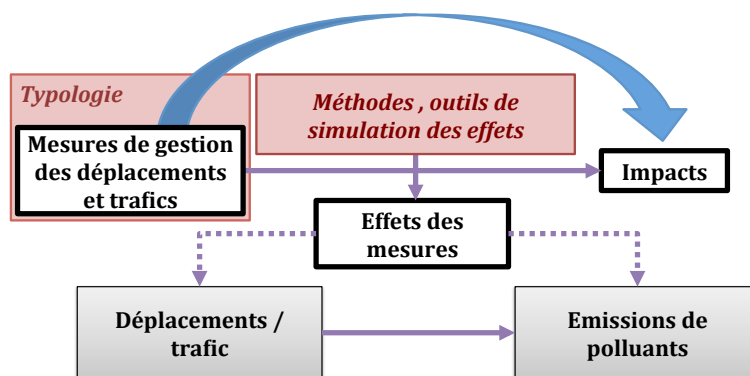 Typologie
Méthodes , outils de
simulation des effets
Mesures de gestion
des déplacements
et trafics
Impacts
Effets des
mesures
Déplacements /
trafic
Emissions de
polluants